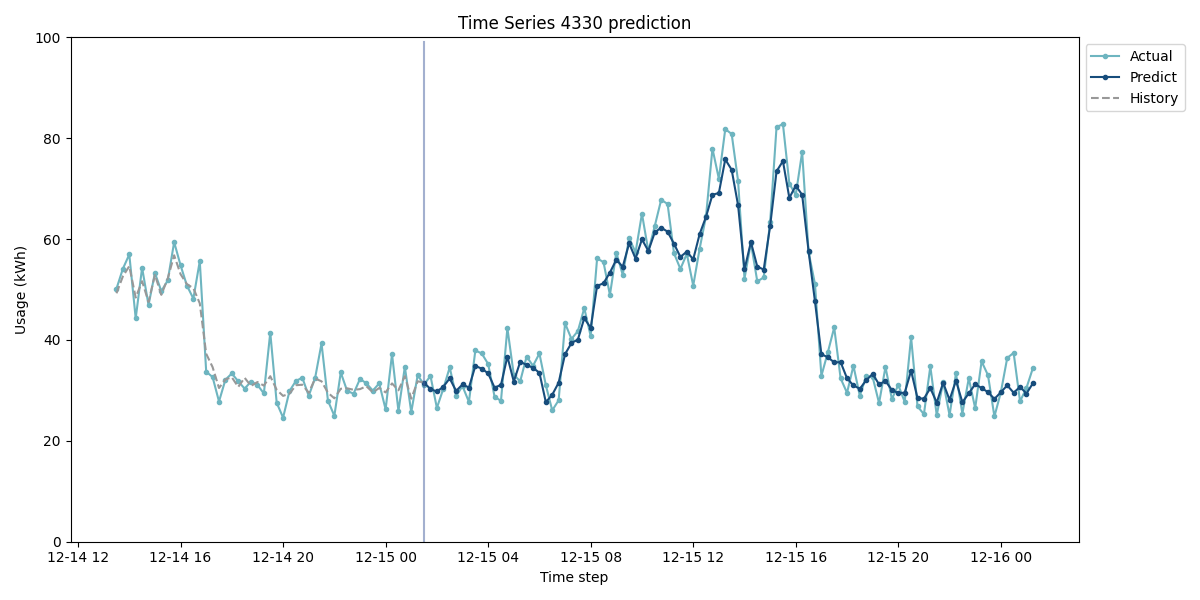 Time Series 4330 prediction
Usage (kWh)
100
80
60
40
20
0
12-14 12
12-14 16
12-14 20
12-15 00
12-15 04
12-15 08
12-15 12
12-15 16
12-15 20
12-16 00
Time step
Actual
Predict
History